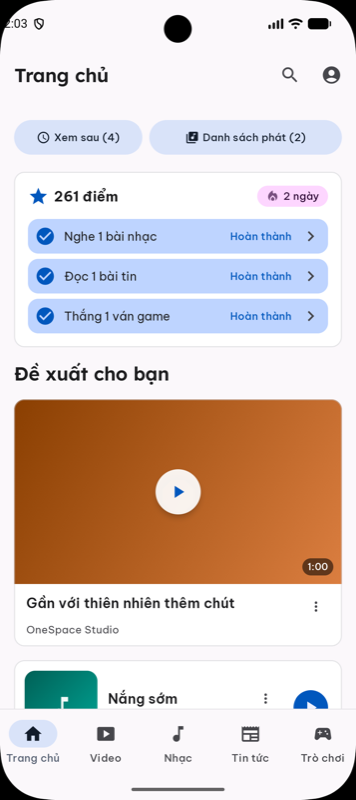 2:03
Trang chủ
Xem sau (4)
Danh sách phát (2)
261 điểm
2 ngày
Nghe 1 bài nhạc
Hoàn thành
Đọc 1 bài tin
Hoàn thành
Thắng 1 ván game
Hoàn thành
Đề xuất cho bạn
1:00
Gần với thiên nhiên thêm chút
OneSpace Studio
Nắng sớm
Trang chủ
Video
Nhạc
Tin tức
Trò chơi